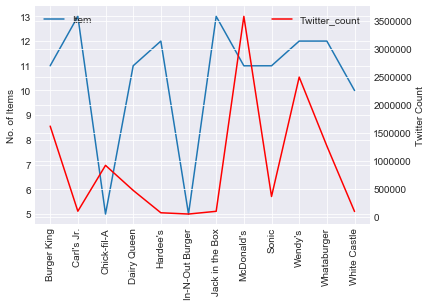 Item
Twitter_count
13
12
11
10
9
8
7
6
5
No. of Items
3500000
3000000
2500000
2000000
1500000
1000000
500000
0
Twitter Count
Burger King
Carl's Jr.
Chick-fil-A
Dairy Queen
Hardee's
In-N-Out Burger
Jack in the Box
McDonald's
Sonic
Wendy's
Whataburger
White Castle